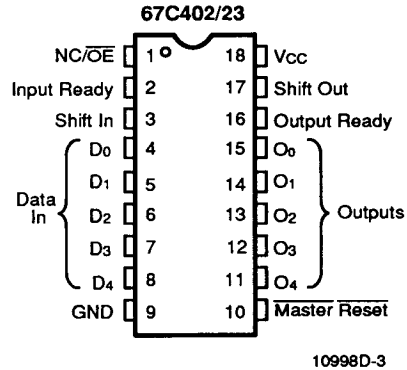 67C402/23
NC/OE 1 18 VCC
Input Ready 2 17 Shift Out
Shift In 3 16 Output Ready
D0 4 15 O0
D1 5 14 O1
D2 6 13 O2
D3 7 12 O3
D4 8 11 O4
Data In
Outputs
GND 9 10 Master Reset
10998D-3